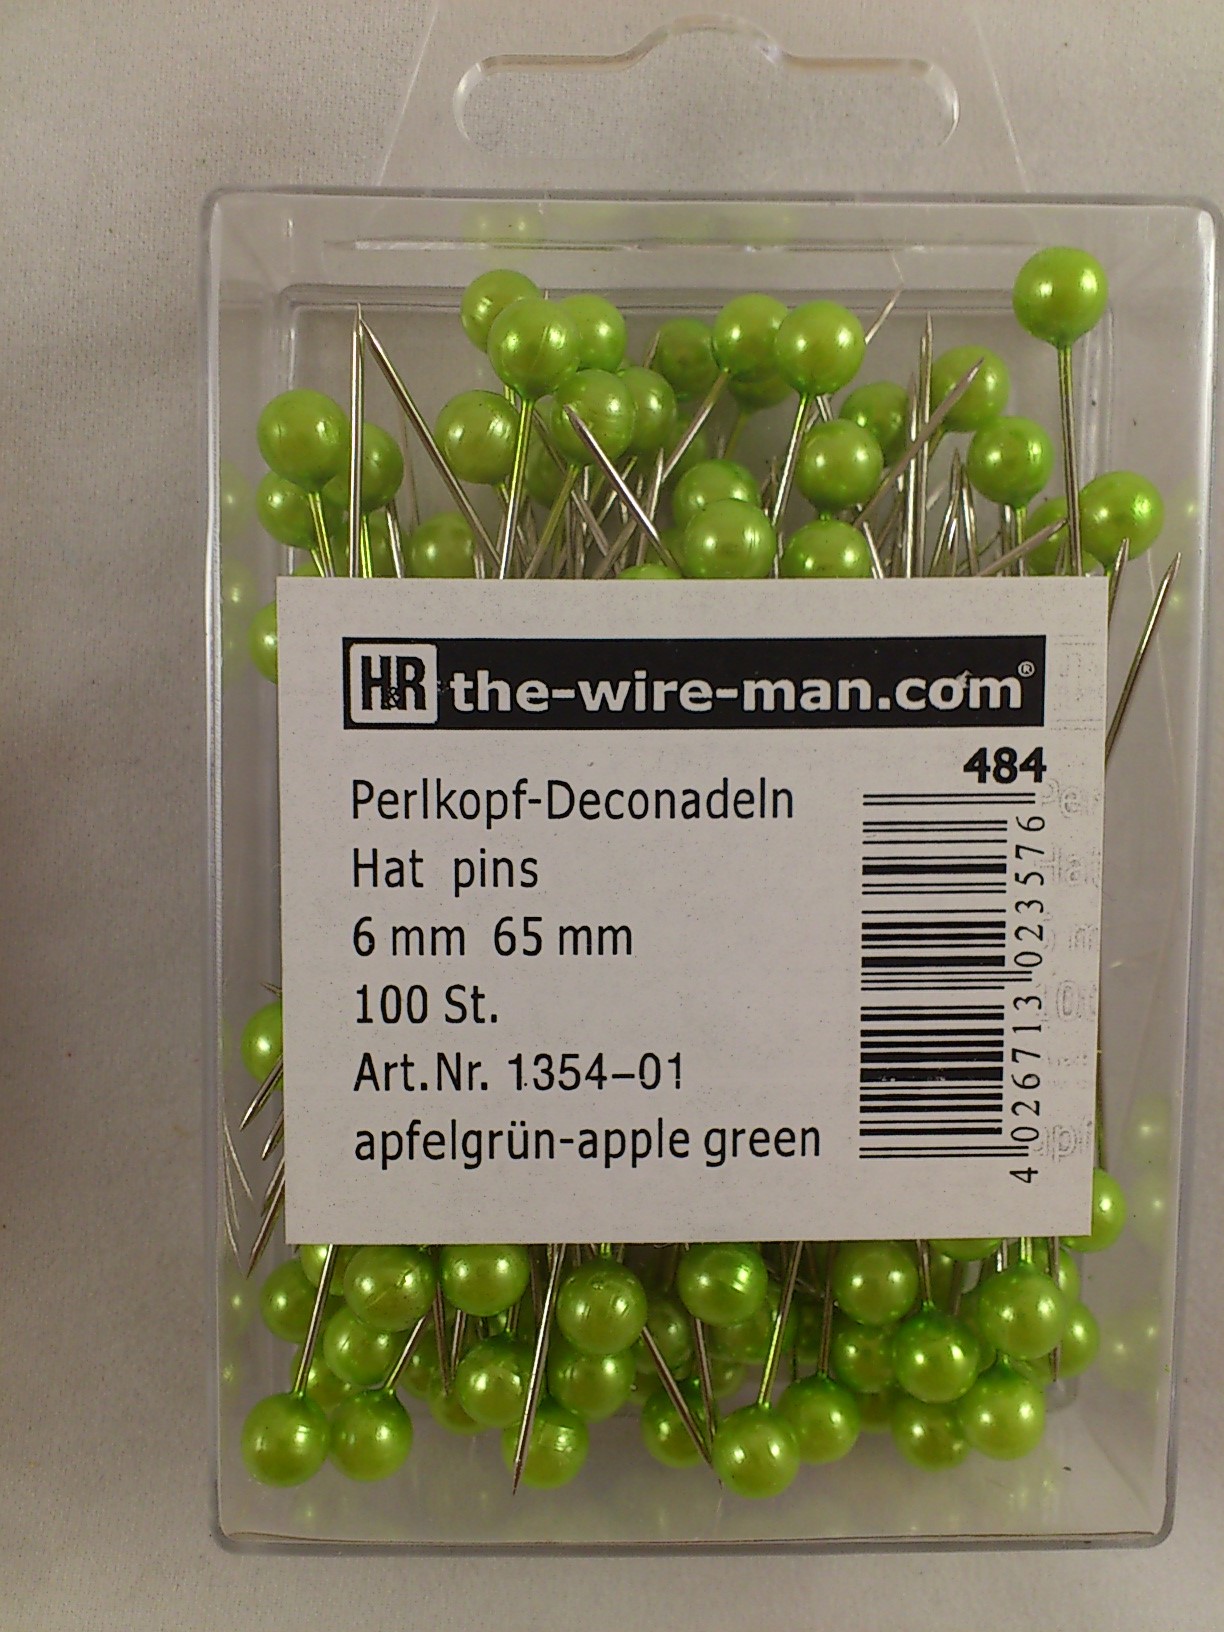 H&R the-wire-man.com®
484
Perlkopf-Deconadeln
Hat pins
6 mm 65 mm
100 St.
Art.Nr. 1354-01
apfelgrün-apple green
4 026713 023576